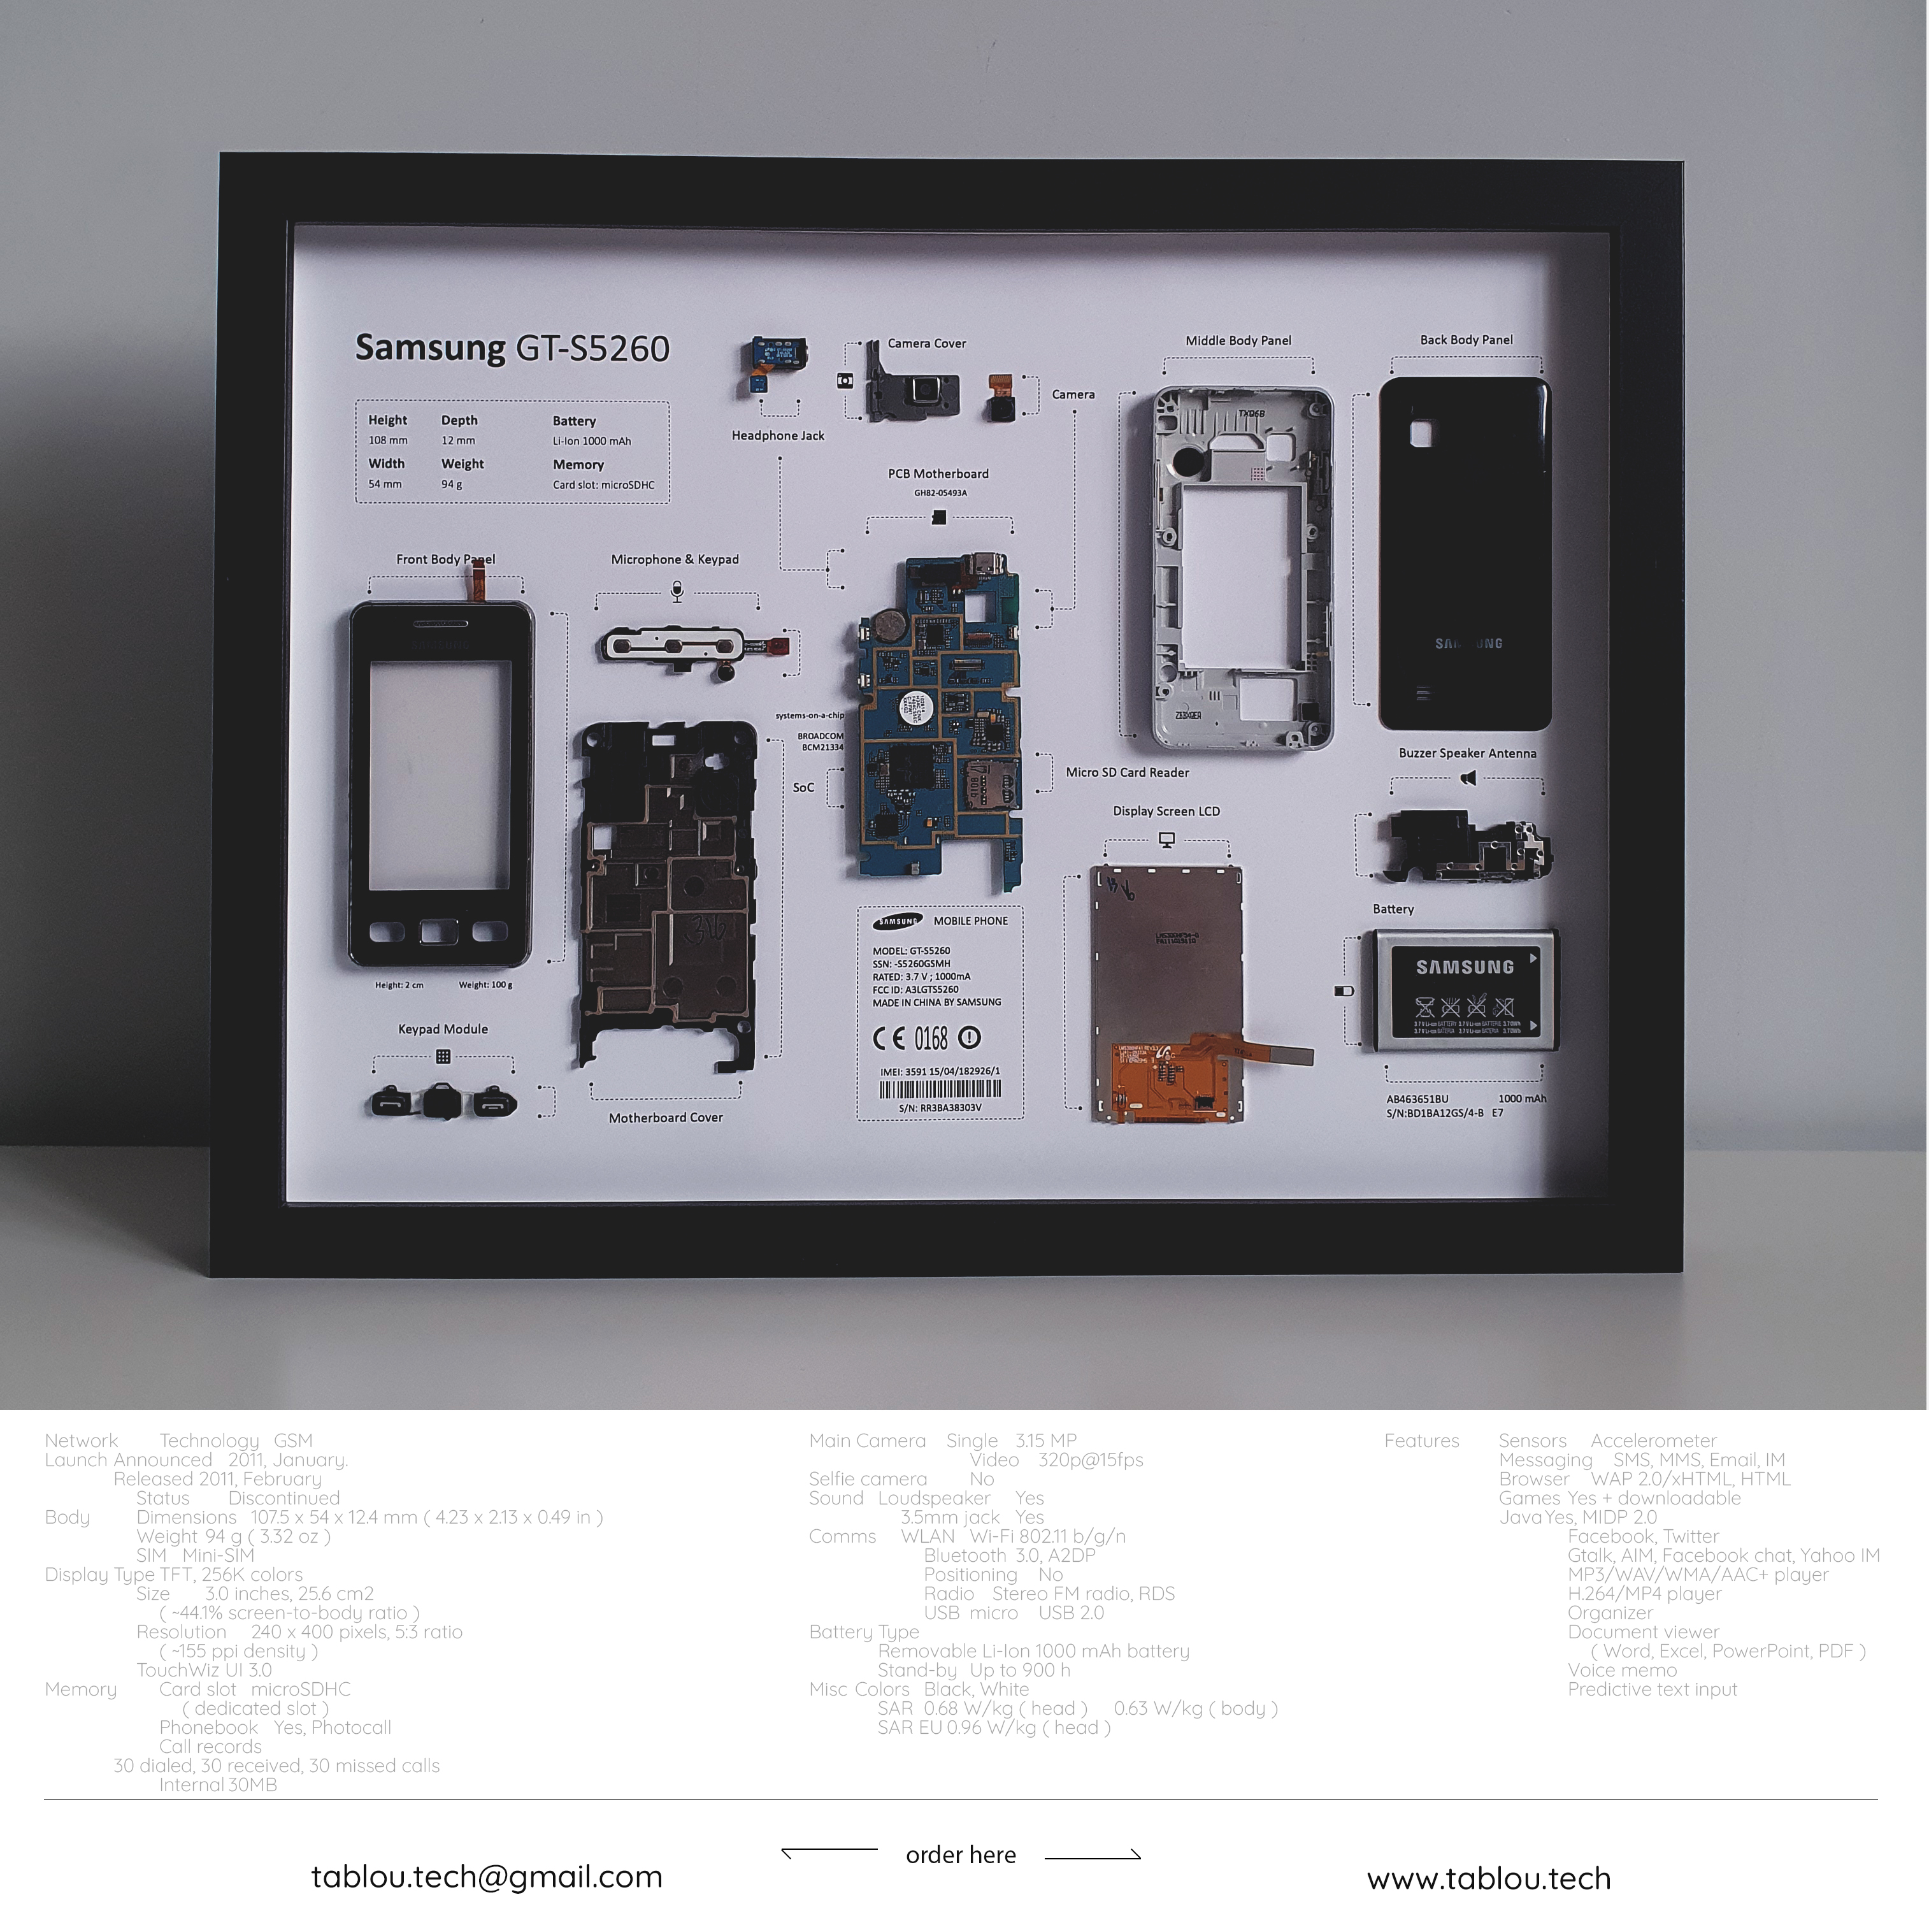 Samsung GT-S5260
Height Depth Battery
108 mm 12 mm Li-Ion 1000 mAh
Width Weight Memory
54 mm 94 g Card slot: microSDHC
Headphone Jack
Camera Cover
Camera
PCB Motherboard
GH82-05493A
Middle Body Panel
TX06B
Back Body Panel
SAMSUNG
Front Body Panel
SAMSUNG
Height: 2 cm Weight: 100 g
Microphone & Keypad
systems-on-a-chip
BROADCOM
BCM21334
SoC
Micro SD Card Reader
Display Screen LCD
Buzzer Speaker Antenna
Battery
SAMSUNG
AB463651BU 1000 mAh
S/N:BD1BA12GS/4-B E7
Keypad Module
316
Motherboard Cover
SAMSUNG MOBILE PHONE
MODEL: GT-S5260
SSN: -S5260GSMH
RATED: 3.7 V ; 1000mA
FCC ID: A3LGTS5260
MADE IN CHINA BY SAMSUNG
CE 0168
IMEI: 3591 15/04/182926/1
S/N: RR3BA38303V
Network Technology GSM
Launch Announced 2011, January.
Released 2011, February
Status Discontinued
Body Dimensions 107.5 x 54 x 12.4 mm ( 4.23 x 2.13 x 0.49 in )
Weight 94 g ( 3.32 oz )
SIM Mini-SIM
Display Type TFT, 256K colors
Size 3.0 inches, 25.6 cm2
( ~44.1% screen-to-body ratio )
Resolution 240 x 400 pixels, 5:3 ratio
( ~155 ppi density )
TouchWiz UI 3.0
Memory Card slot microSDHC
( dedicated slot )
Phonebook Yes, Photocall
Call records
30 dialed, 30 received, 30 missed calls
Internal 30MB
Main Camera Single 3.15 MP
Video 320p@15fps
Selfie camera No
Sound Loudspeaker Yes
3.5mm jack Yes
Comms WLAN Wi-Fi 802.11 b/g/n
Bluetooth 3.0, A2DP
Positioning No
Radio Stereo FM radio, RDS
USB micro USB 2.0
Battery Type
Removable Li-Ion 1000 mAh battery
Stand-by Up to 900 h
Misc Colors Black, White
SAR 0.68 W/kg ( head ) 0.63 W/kg ( body )
SAR EU 0.96 W/kg ( head )
Features Sensors Accelerometer
Messaging SMS, MMS, Email, IM
Browser WAP 2.0/xHTML, HTML
Games Yes + downloadable
Java Yes, MIDP 2.0
Facebook, Twitter
Gtalk, AIM, Facebook chat, Yahoo IM
MP3/WAV/WMA/AAC+ player
H.264/MP4 player
Organizer
Document viewer
( Word, Excel, PowerPoint, PDF )
Voice memo
Predictive text input
order here
tablou.tech@gmail.com
www.tablou.tech